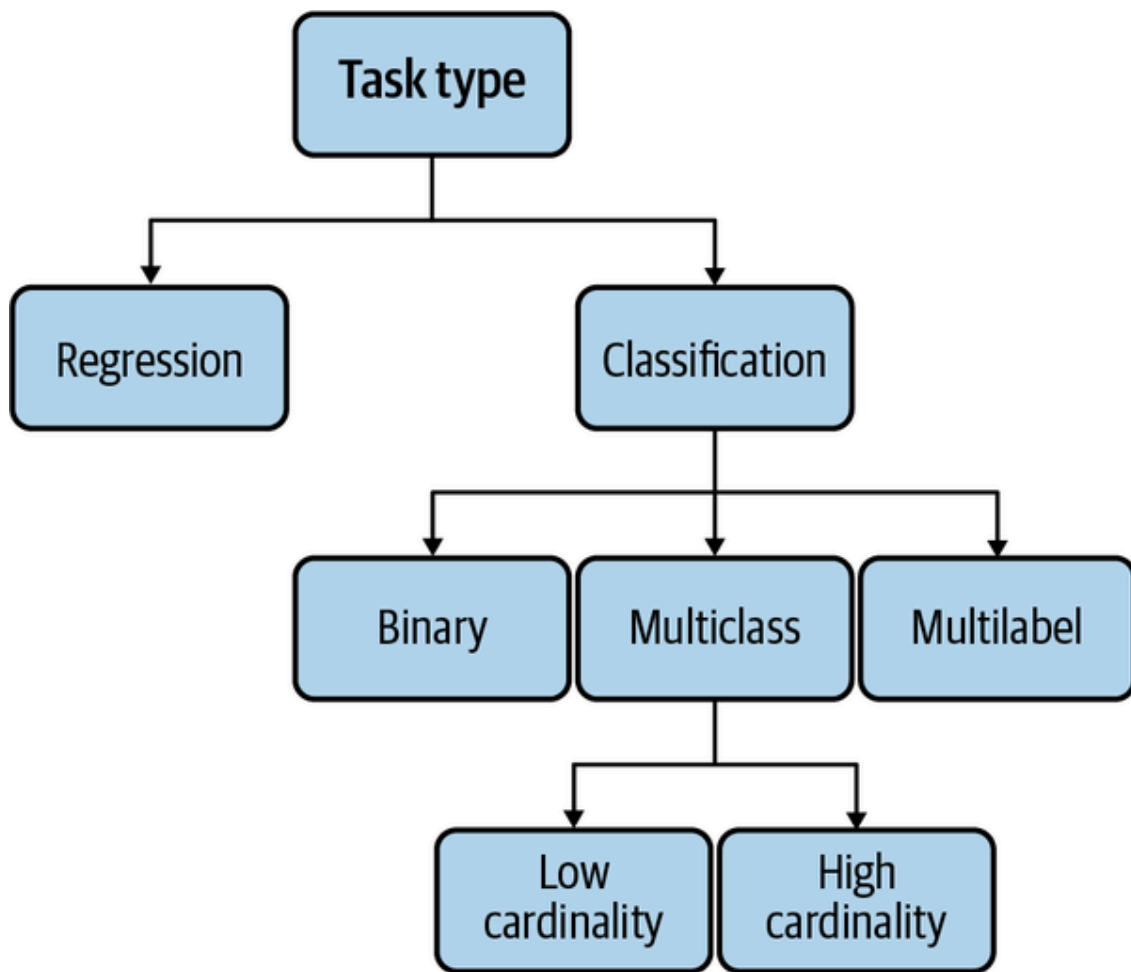 Task type
Regression
Classification
Binary
Multiclass
Multilabel
Low
cardinality
High
cardinality